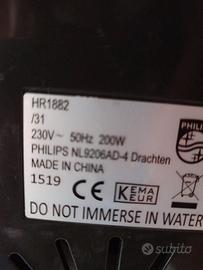 HR1882
/31
230V~ 50Hz 200W
PHILIPS NL9206AD-4 Drachten
MADE IN CHINA
1519 CE KEMA
KEUR
DO NOT IMMERSE IN WATER
PHILIPS
subito